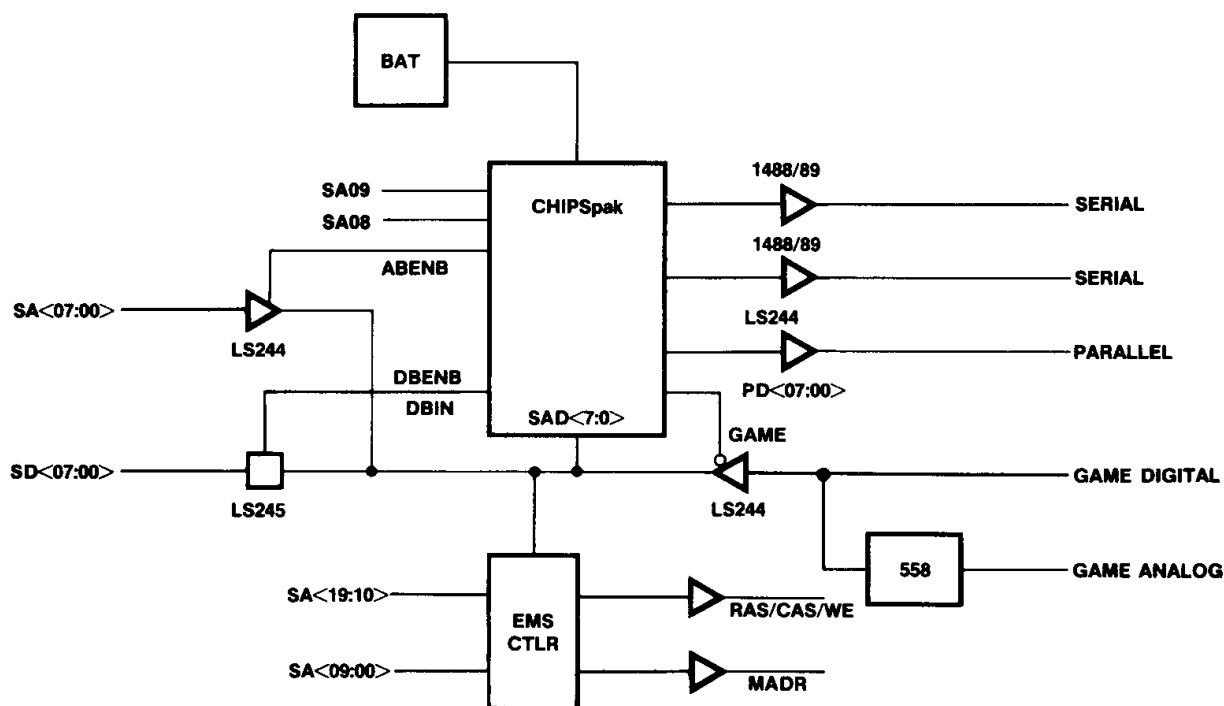 BAT
1488/89
SA09
CHIPSpak
SERIAL
SA08
1488/89
ABENB
SERIAL
SA<07:00>
LS244
LS244
PARALLEL
DBENB
PD<07:00>
DBIN
SAD<7:0>
GAME
SD<07:00>
GAME DIGITAL
LS245
LS244
558
GAME ANALOG
SA<19:10>
RAS/CAS/WE
EMS
CTLR
SA<09:00>
MADR